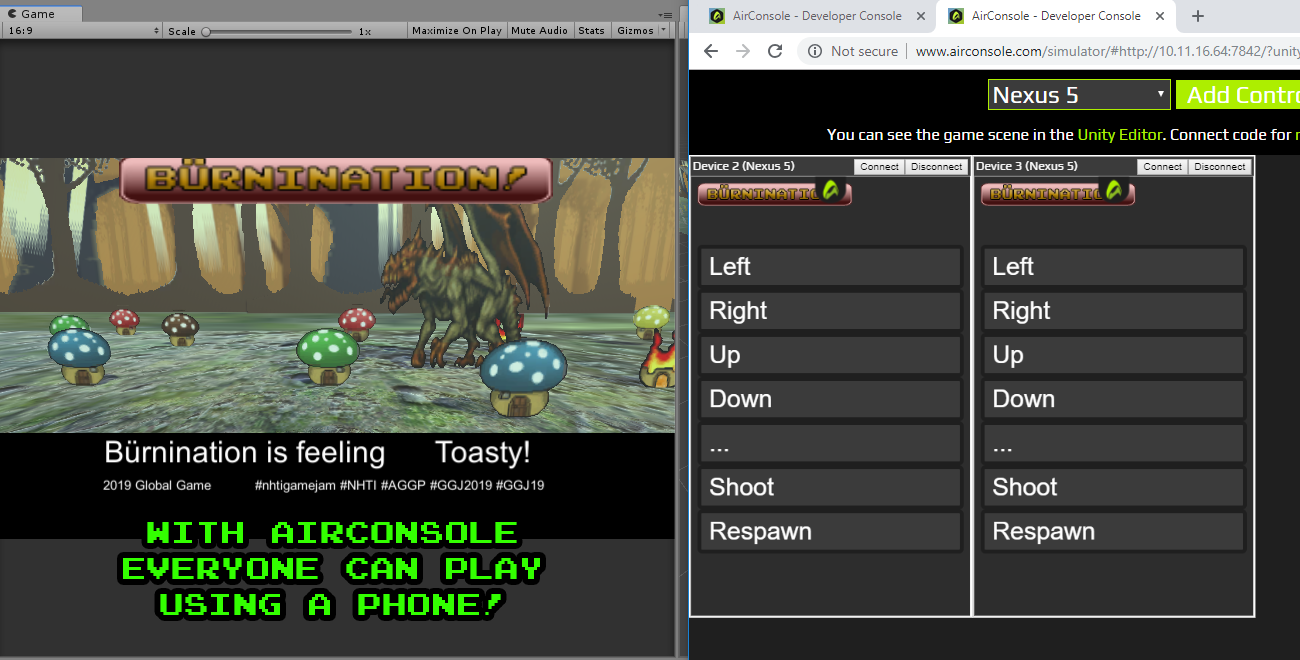 Game
16:9 Scale 1x Maximize On Play Mute Audio Stats Gizmos
BÜRNINATION!
Bürnination is feeling Toasty!
2019 Global Game #nhtigamejam #NHTI #AGGP #GGJ2019 #GGJ19
WITH AIRCONSOLE
EVERYONE CAN PLAY
USING A PHONE!
AirConsole - Developer Console AirConsole - Developer Console
Not secure www.airconsole.com/simulator/#http://10.11.16.64:7842/?unity
Nexus 5 Add Contro
You can see the game scene in the Unity Editor. Connect code for
Device 2 (Nexus 5) Connect Disconnect
BÜRNINATIO
Left
Right
Up
Down
...
Shoot
Respawn
Device 3 (Nexus 5) Connect Disconnect
BÜRNINATIO
Left
Right
Up
Down
...
Shoot
Respawn